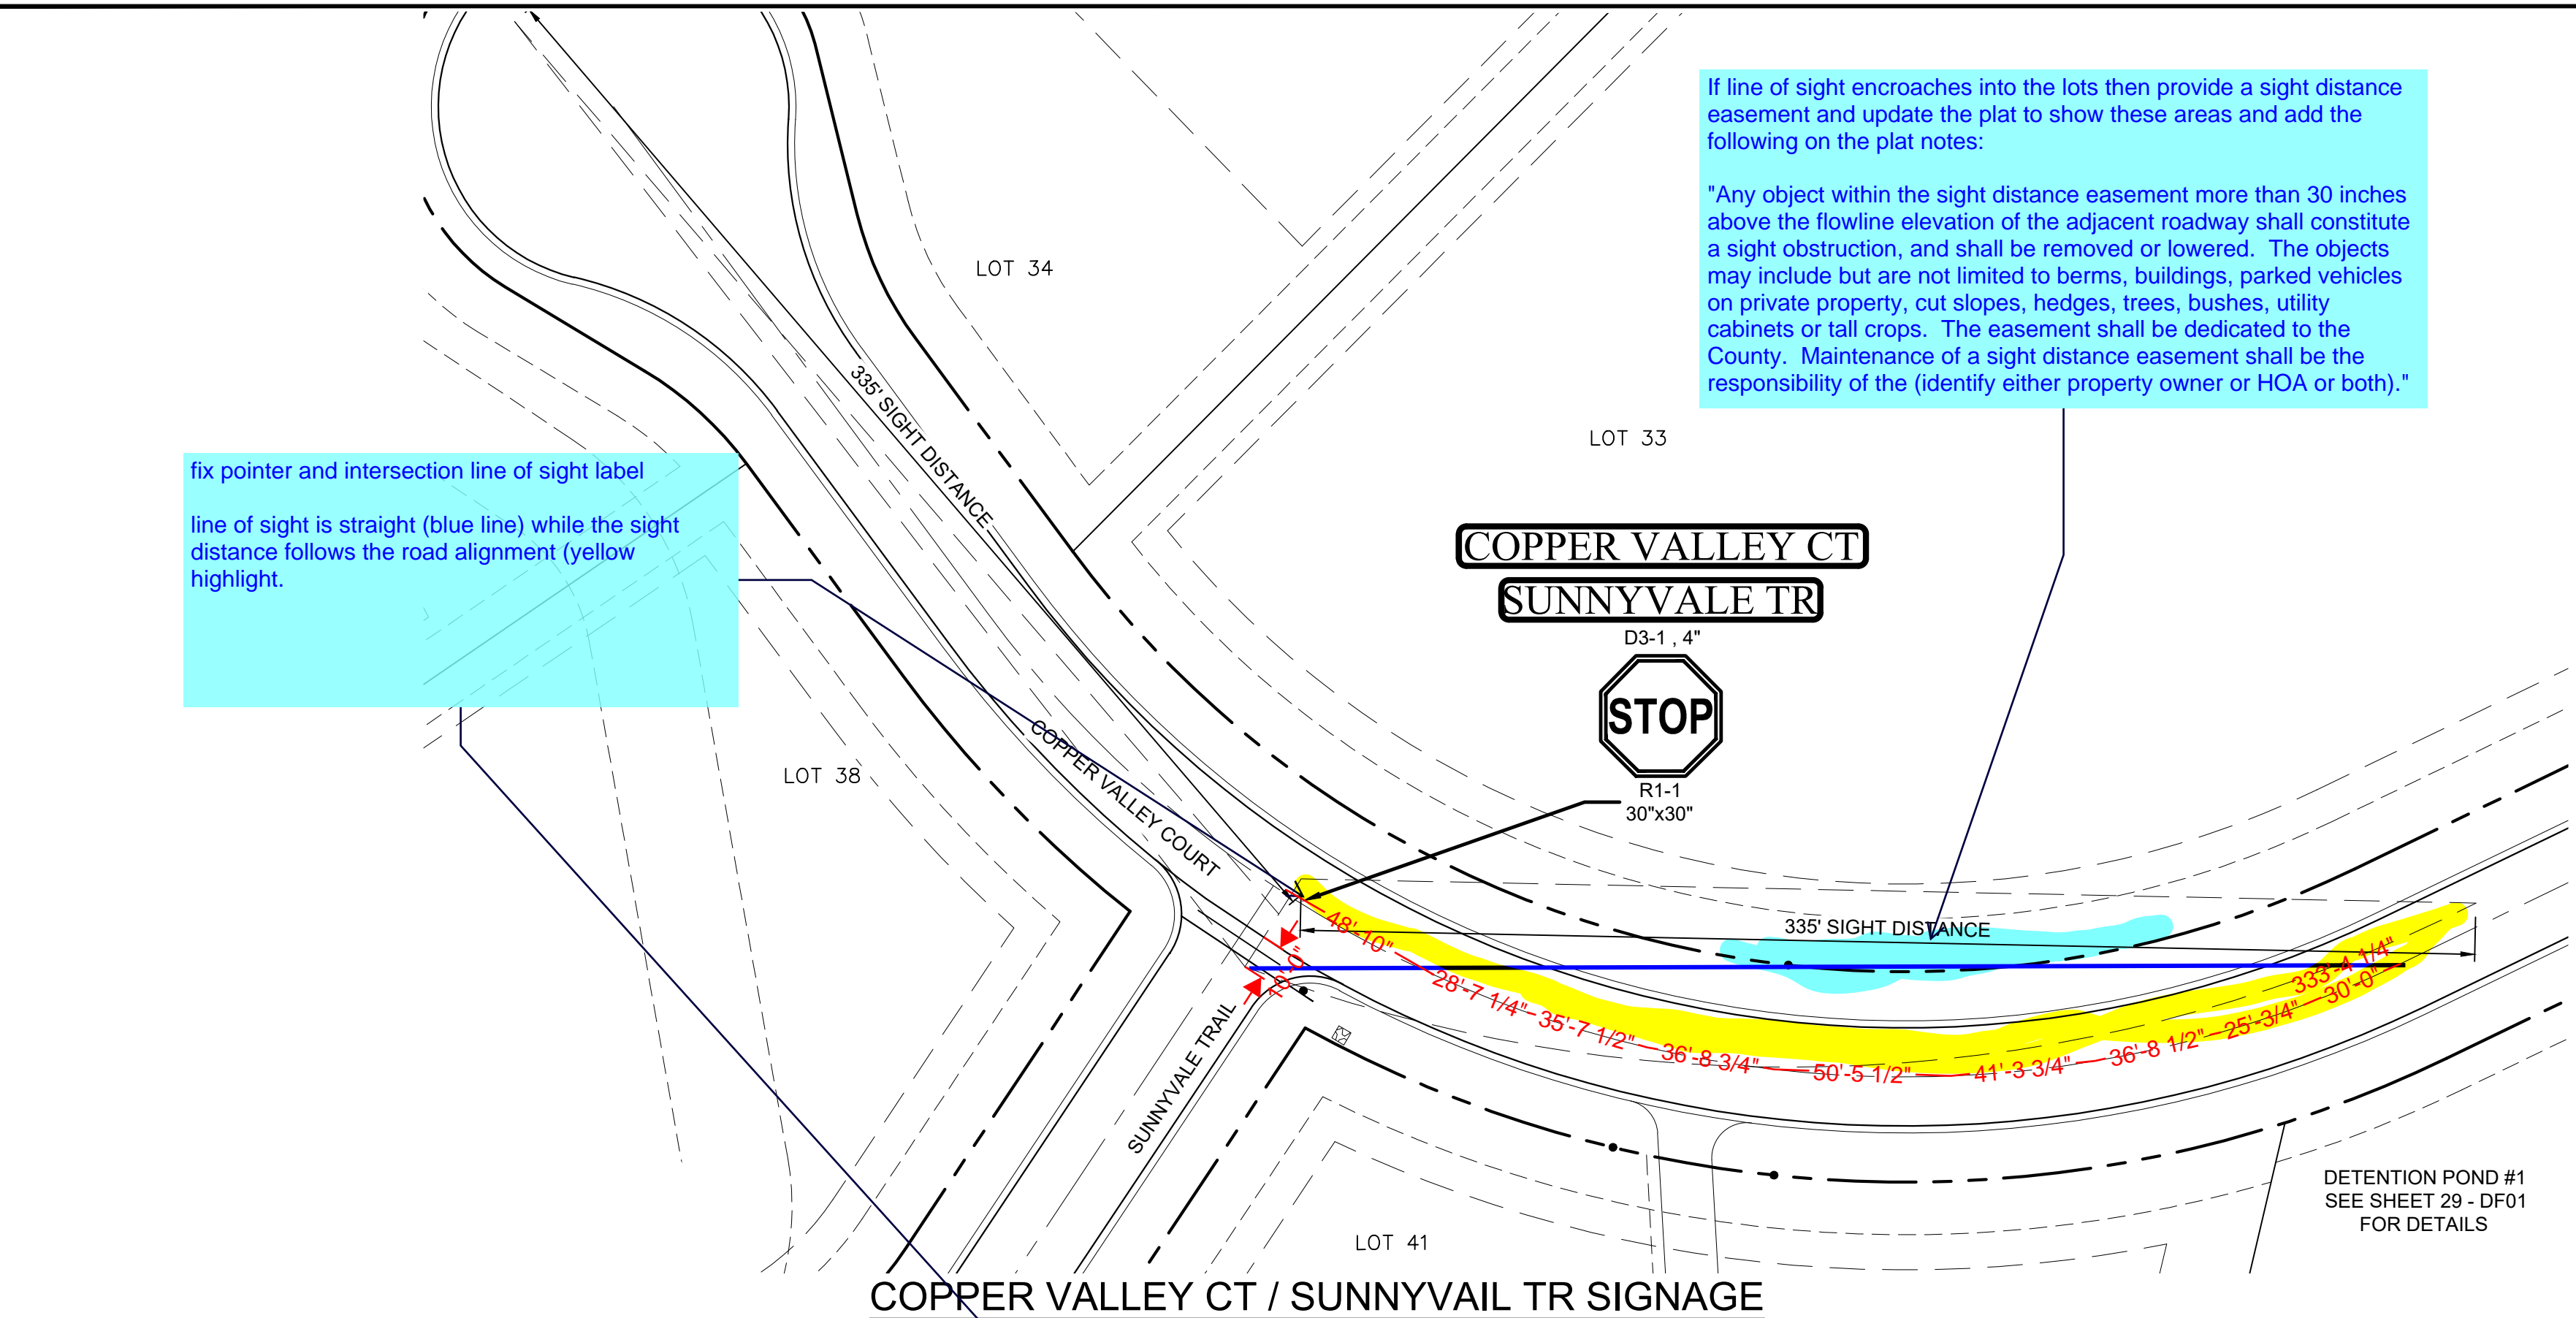 If line of sight encroaches into the lots then provide a sight distance
easement and update the plat to show these areas and add the
following on the plat notes:
"Any object within the sight distance easement more than 30 inches
above the flowline elevation of the adjacent roadway shall constitute
a sight obstruction, and shall be removed or lowered.  The objects
may include but are not limited to berms, buildings, parked vehicles
on private property, cut slopes, hedges, trees, bushes, utility
cabinets or tall crops.  The easement shall be dedicated to the
County.  Maintenance of a sight distance easement shall be the
responsibility of the (identify either property owner or HOA or both)."
LOT 34
335' SIGHT DISTANCE
LOT 33
fix pointer and intersection line of sight label
line of sight is straight (blue line) while the sight
distance follows the road alignment (yellow
highlight.
COPPER VALLEY CT
SUNNYVALE TR
D3-1 , 4"
STOP
R1-1
30"x30"
LOT 38
COPPER VALLEY COURT
335' SIGHT DISTANCE
48'-10"
28'-7 1/4"
35'-7 1/2"
36'-8 3/4"
50'-5 1/2"
41'-3 3/4"
36'-8 1/2"
25'-3/4"
30'-0"
333'-4 1/4"
SUNNYVALE TRAIL
DETENTION POND #1
SEE SHEET 29 - DF01
FOR DETAILS
LOT 41
COPPER VALLEY CT / SUNNYVAIL TR SIGNAGE